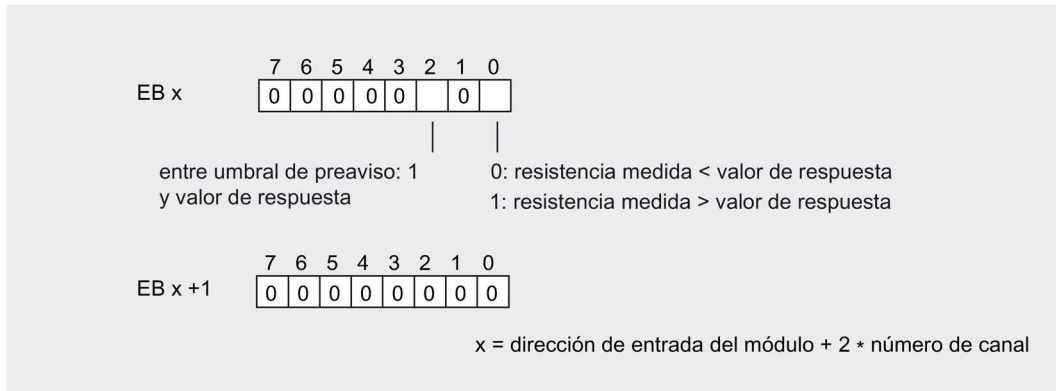 7 6 5 4 3 2 1 0
EB x 0 0 0 0 0 0
entre umbral de preaviso: 1 0: resistencia medida < valor de respuesta
y valor de respuesta 1: resistencia medida > valor de respuesta
7 6 5 4 3 2 1 0
EB x +1 0 0 0 0 0 0 0 0
x = dirección de entrada del módulo + 2 * número de canal